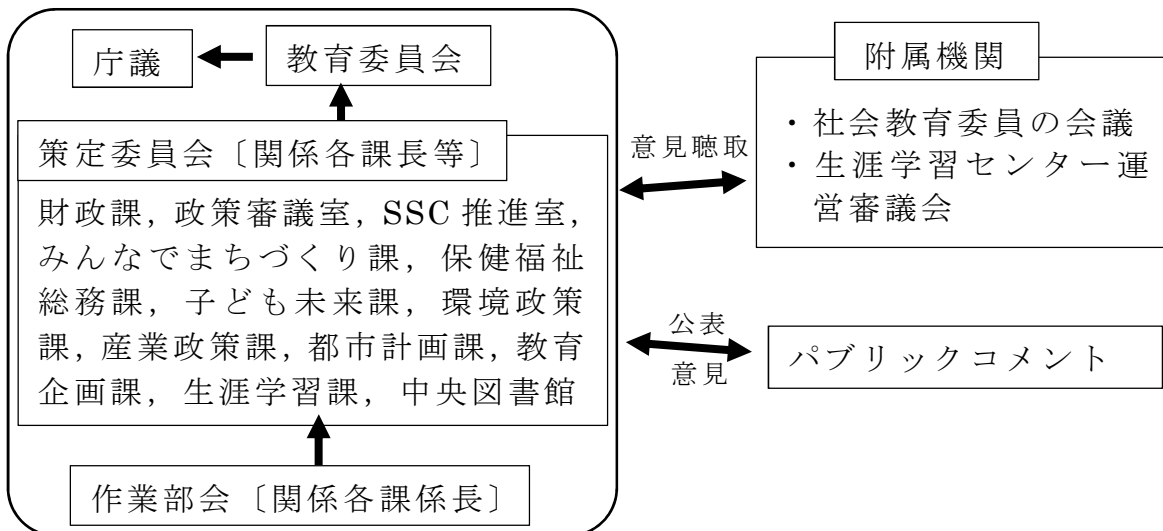 庁議
教育委員会
策定委員会〔関係各課長等〕
財政課，政策審議室，SSC推進室，
みんなでまちづくり課，保健福祉
総務課，子ども未来課，環境政策
課，産業政策課，都市計画課，教育
企画課，生涯学習課，中央図書館
作業部会〔関係各課係長〕
意見聴取
附属機関
・社会教育委員の会議
・生涯学習センター運
営審議会
公表
意見
パブリックコメント